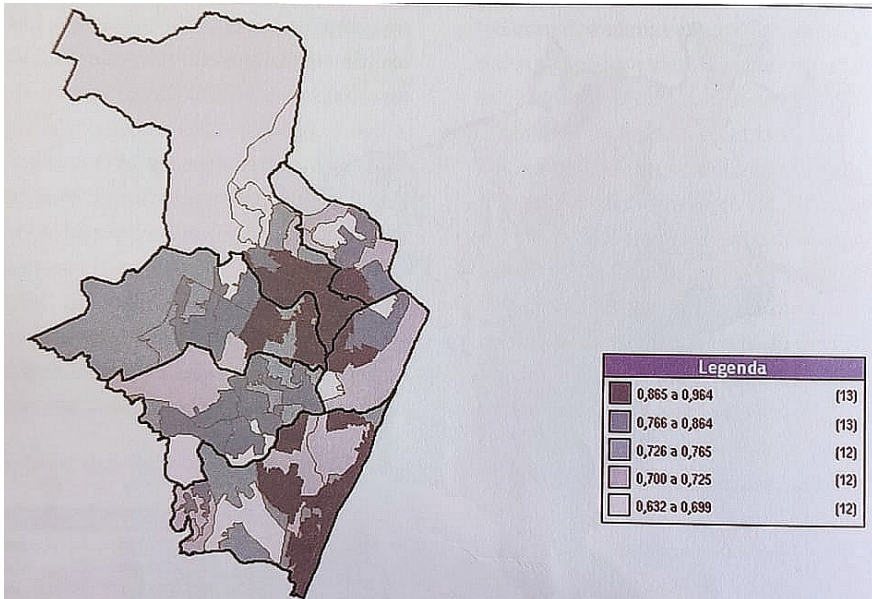 Legenda
0,865 a 0,964 (13)
0,766 a 0,864 (13)
0,726 a 0,765 (12)
0,700 a 0,725 (12)
0,632 a 0,699 (12)